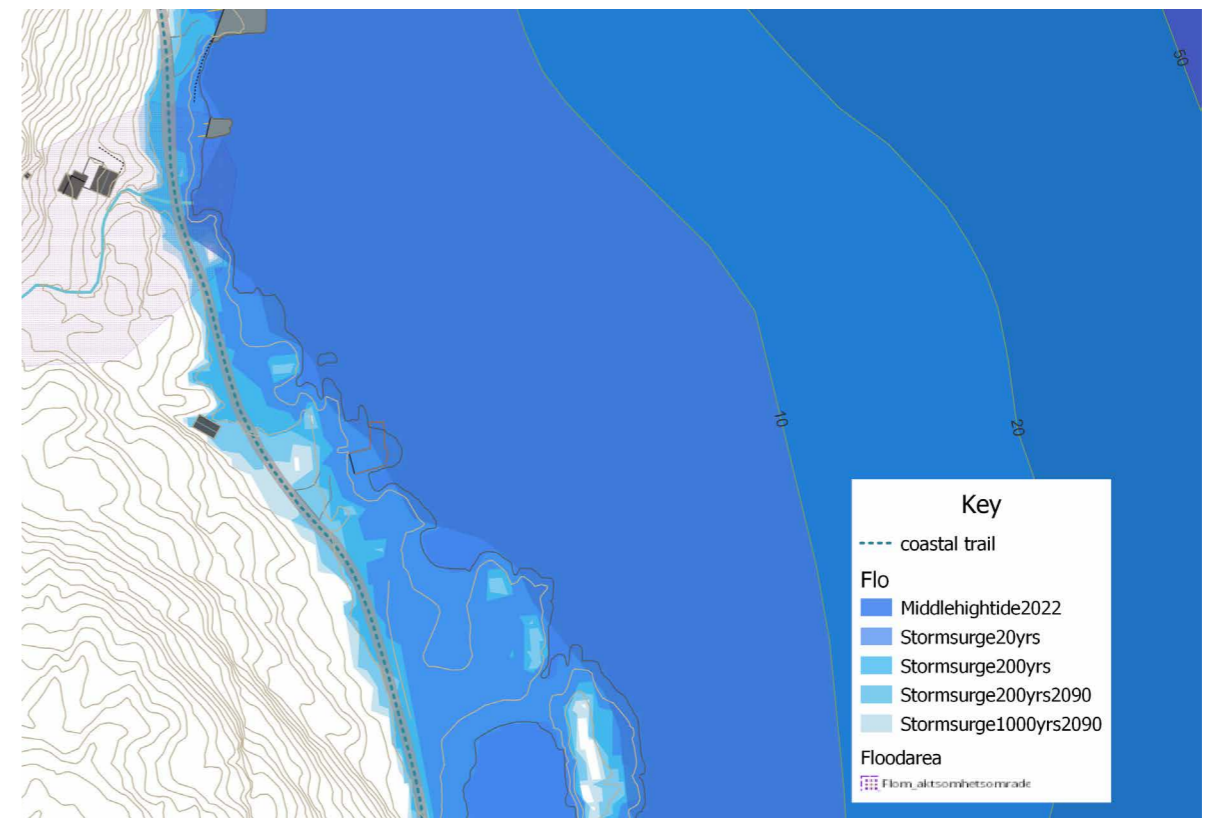 50
10
20
Key
coastal trail
Flo
Middlehightide2022
Stormsurge20yrs
Stormsurge200yrs
Stormsurge200yrs2090
Stormsurge1000yrs2090
Floodarea
Flom_aktsomhetsomrade